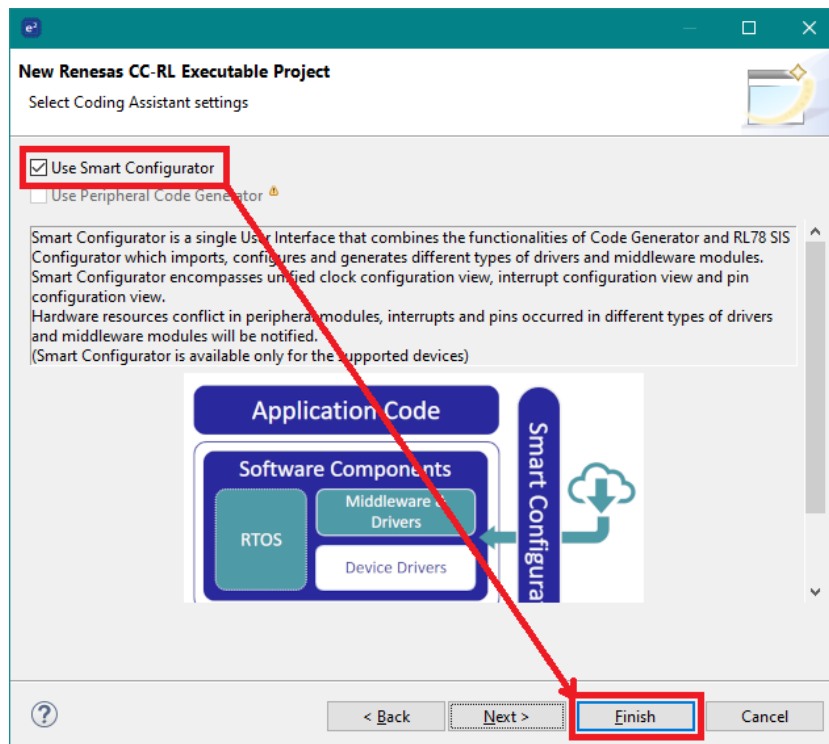 e²
New Renesas CC-RL Executable Project
Select Coding Assistant settings
Use Smart Configurator
Use Peripheral Code Generator
Smart Configurator is a single User Interface that combines the functionalities of Code Generator and RL78 SIS
Configurator which imports, configures and generates different types of drivers and middleware modules.
Smart Configurator encompasses unified clock configuration view, interrupt configuration view and pin
configuration view.
Hardware resources conflict in peripheral modules, interrupts and pins occurred in different types of drivers
and middleware modules will be notified.
(Smart Configurator is available only for the supported devices)
Application Code
Software Components
RTOS
Middleware &
Drivers
Device Drivers
Smart Configura
?
< Back
Next >
Finish
Cancel